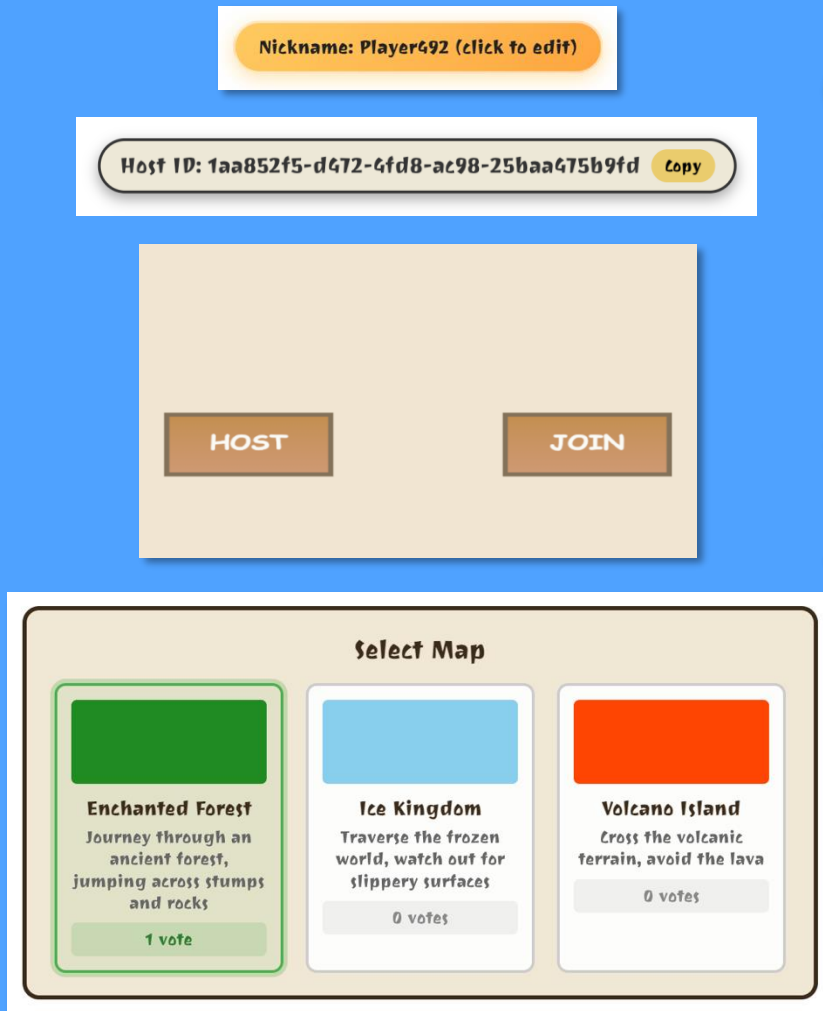 Nickname: Player492 (click to edit)
Host ID: 1aa852f5-d472-4fd8-ac98-25baa475b9fd
Copy
HOST
JOIN
Select Map
Enchanted Forest
Journey through an
ancient forest,
jumping across stumps
and rocks
1 vote
Ice Kingdom
Traverse the frozen
world, watch out for
slippery surfaces
0 votes
Volcano Island
Cross the volcanic
terrain, avoid the lava
0 votes